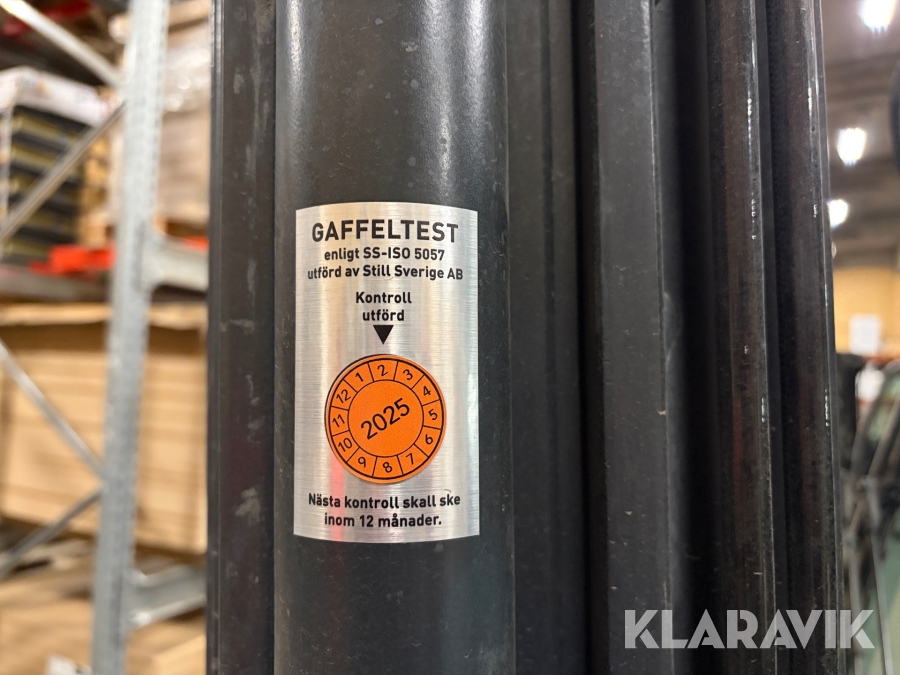 GAFFELTEST
enligt SS-ISO 5057
utförd av Still Sverige AB
Kontroll
utförd
1 2 3 4 5 6 7 8 9 10 11 12
2025
Nästa kontroll skall ske
inom 12 månader.
KLARAVIK